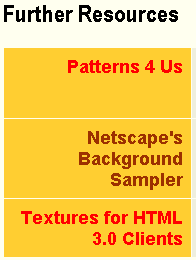 Further Resources
Patterns 4 Us
Netscape's
Background
Sampler
Textures for HTML
3.0 Clients